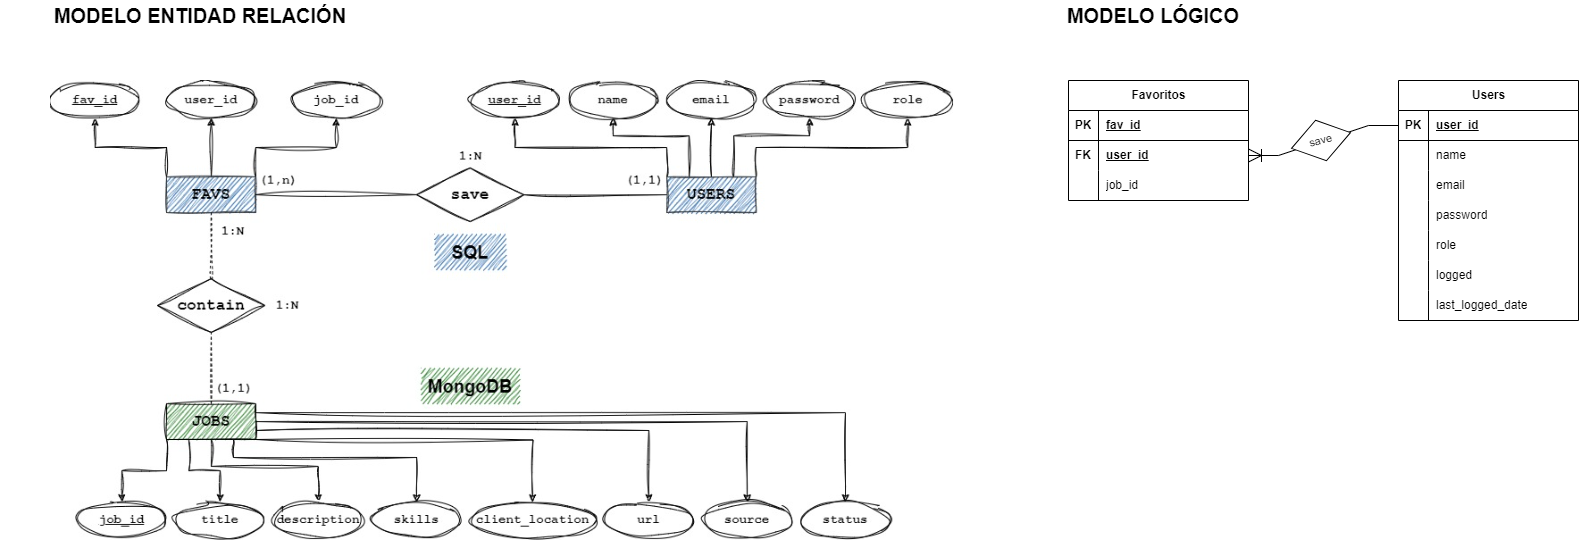 MODELO ENTIDAD RELACIÓN
fav_id
user_id
job_id
user_id
name
email
password
role
1:N
FAVS
(1,n)
save
(1,1)
USERS
1:N
SQL
contain
1:N
(1,1)
MongoDB
JOBS
job_id
title
description
skills
client_location
url
source
status
MODELO LÓGICO
Favoritos
PK fav_id
FK user_id
job_id
save
Users
PK user_id
name
email
password
role
logged
last_logged_date